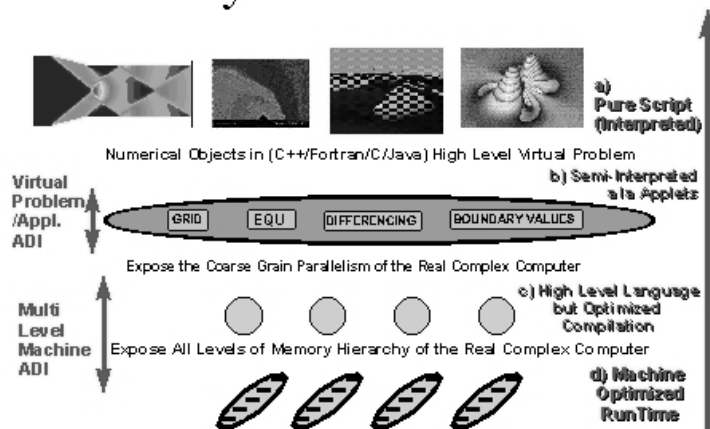 a)
Pure Script
(Interpreted)
Numerical Objects in (C++/Fortran/C/Java) High Level Virtual Problem
b) Semi-Interpreted
a la Applets
Virtual
Problem
/Appl.
ADI
GRID
EQU
DIFFERENCING
BOUNDARY VALUES
Expose the Coarse Grain Parallelism of the Real Complex Computer
c) High Level Language
but Optimized
Compilation
Multi
Level
Machine
ADI
Expose All Levels of Memory Hierarchy of the Real Complex Computer
d) Machine
Optimized
RunTime